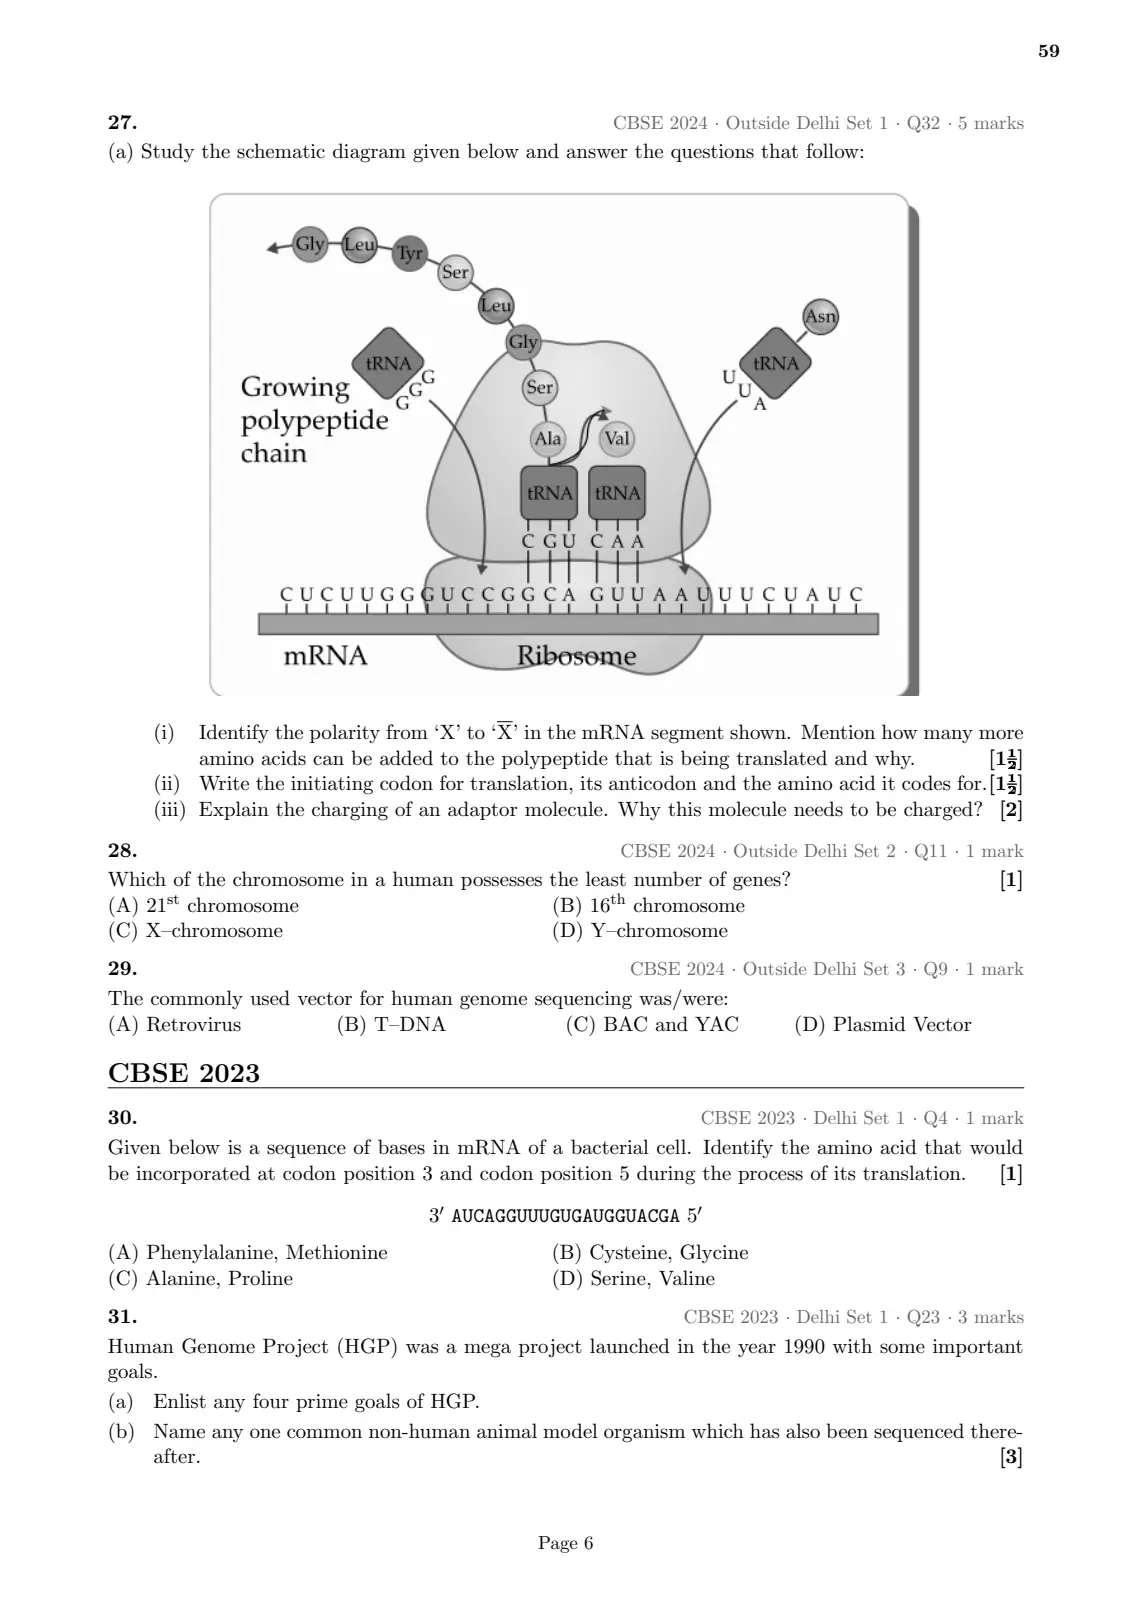 59
27. CBSE 2024 · Outside Delhi Set 1 · Q32 · 5 marks
(a) Study the schematic diagram given below and answer the questions that follow:
Gly Leu Tyr Ser Leu Gly Ser Ala Val
Asn
tRNA
G G G
tRNA
U U A
Growing
polypeptide
chain
tRNA tRNA
C G U C A A
C U C U U G G G U C C G G C A G U U A A U U U C U A U C
mRNA Ribosome
(i) Identify the polarity from ‘X’ to ‘X̅’ in the mRNA segment shown. Mention how many more
amino acids can be added to the polypeptide that is being translated and why. [1½]
(ii) Write the initiating codon for translation, its anticodon and the amino acid it codes for.[1½]
(iii) Explain the charging of an adaptor molecule. Why this molecule needs to be charged? [2]
28. CBSE 2024 · Outside Delhi Set 2 · Q11 · 1 mark
Which of the chromosome in a human possesses the least number of genes? [1]
(A) 21st chromosome (B) 16th chromosome
(C) X–chromosome (D) Y–chromosome
29. CBSE 2024 · Outside Delhi Set 3 · Q9 · 1 mark
The commonly used vector for human genome sequencing was/were:
(A) Retrovirus (B) T–DNA (C) BAC and YAC (D) Plasmid Vector
CBSE 2023
30. CBSE 2023 · Delhi Set 1 · Q4 · 1 mark
Given below is a sequence of bases in mRNA of a bacterial cell. Identify the amino acid that would
be incorporated at codon position 3 and codon position 5 during the process of its translation. [1]
3′ AUCAGGUUUGUGAUGGUACGA 5′
(A) Phenylalanine, Methionine (B) Cysteine, Glycine
(C) Alanine, Proline (D) Serine, Valine
31. CBSE 2023 · Delhi Set 1 · Q23 · 3 marks
Human Genome Project (HGP) was a mega project launched in the year 1990 with some important
goals.
(a) Enlist any four prime goals of HGP.
(b) Name any one common non-human animal model organism which has also been sequenced there-
after. [3]
Page 6